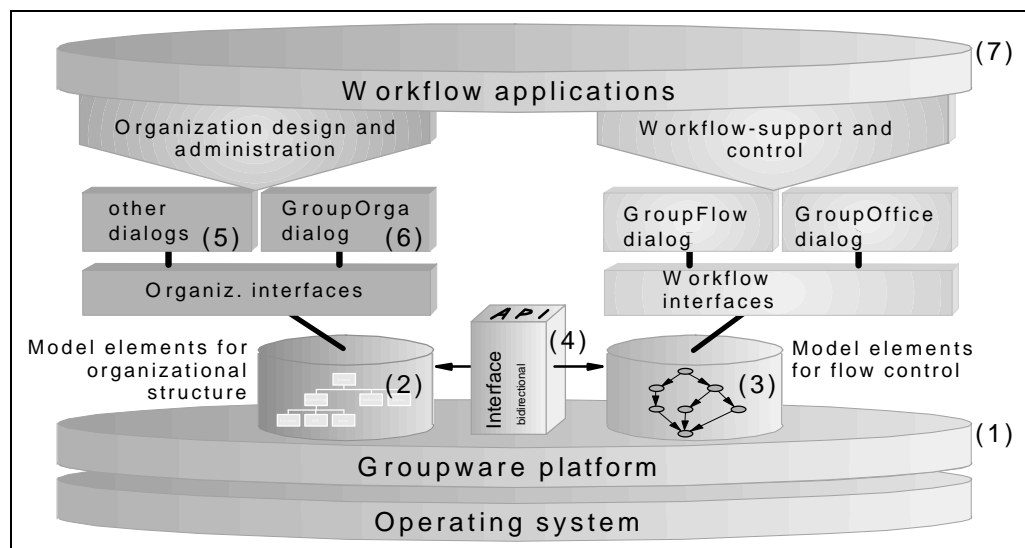 (7)
Workflow applications
Organization design and
administration
Workflow-support and
control
other
dialogs (5)
GroupOrga
dialog (6)
GroupFlow
dialog
GroupOffice
dialog
Organiz. interfaces
Workflow
interfaces
Model elements for
organizational
structure
(2)
API
Interface
bidirectional
(4)
(3)
Model elements
for flow control
(1)
Groupware platform
Operating system